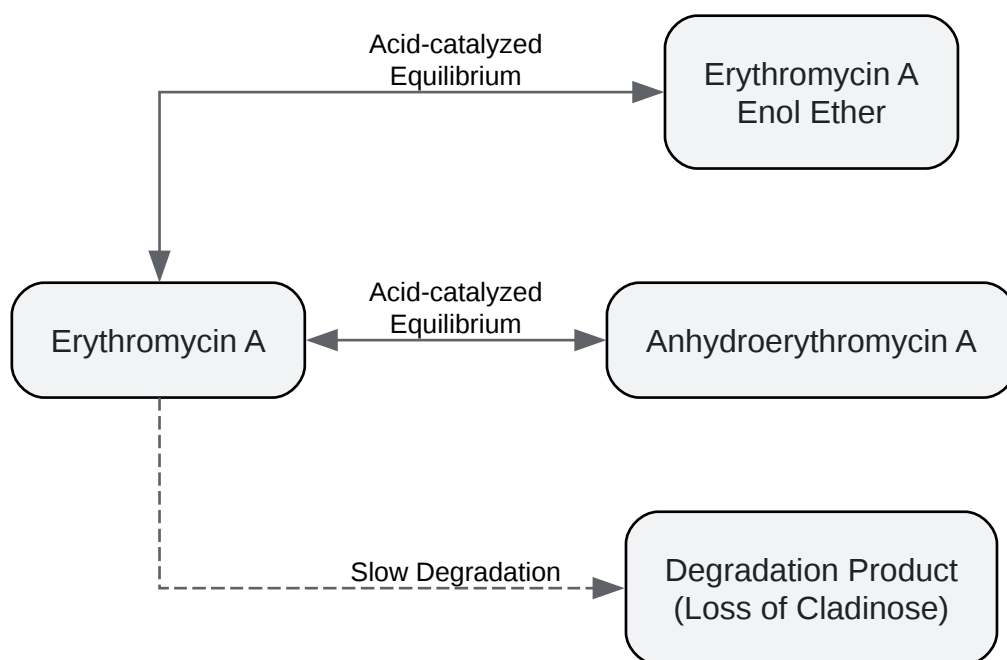 Acid-catalyzed
Equilibrium
Erythromycin A
Enol Ether
Erythromycin A
Acid-catalyzed
Equilibrium
Anhydroerythromycin A
Slow Degradation
Degradation Product
(Loss of Cladinose)